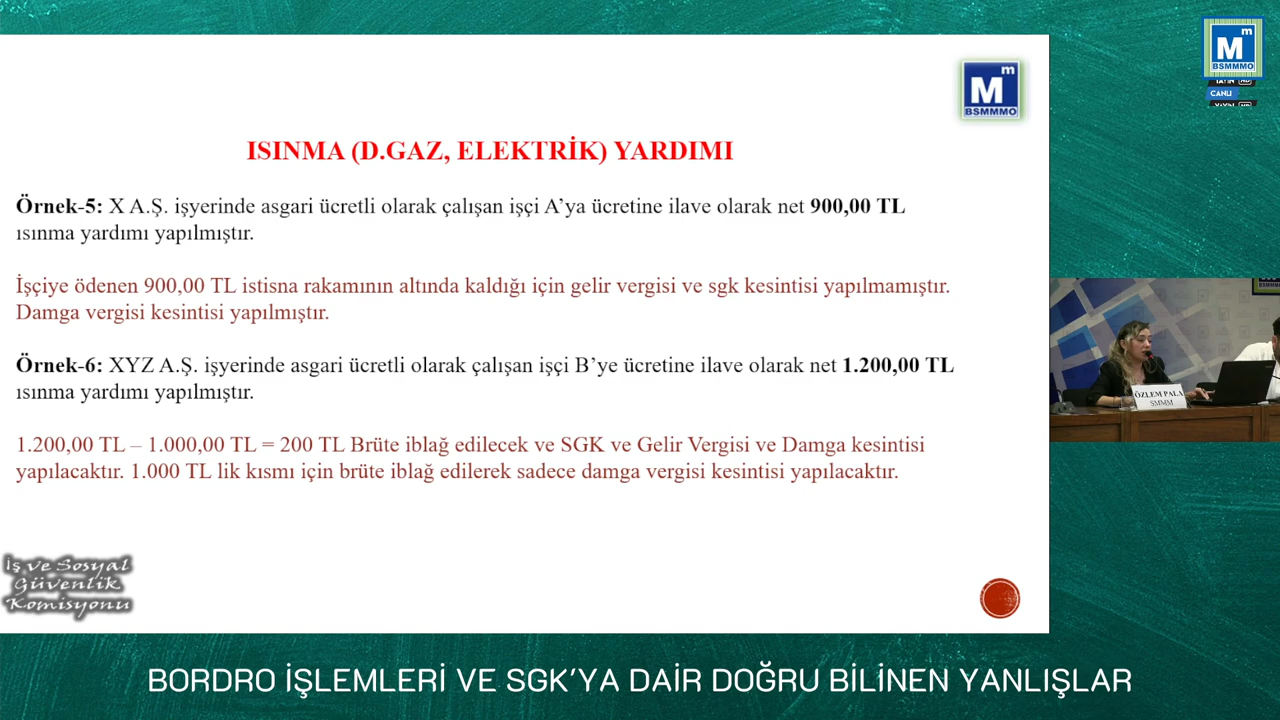 Mm
BSMMMO
YAYIN HD
CANLI
Mm
BSMMMO
ISINMA (D.GAZ, ELEKTRİK) YARDIMI
Örnek-5: X A.Ş. işyerinde asgari ücretli olarak çalışan işçi A’ya ücretine ilave olarak net 900,00 TL
ısınma yardımı yapılmıştır.
İşçiye ödenen 900,00 TL istisna rakamının altında kaldığı için gelir vergisi ve sgk kesintisi yapılmamıştır.
Damga vergisi kesintisi yapılmıştır.
Örnek-6: XYZ A.Ş. işyerinde asgari ücretli olarak çalışan işçi B’ye ücretine ilave olarak net 1.200,00 TL
ısınma yardımı yapılmıştır.
1.200,00 TL – 1.000,00 TL = 200 TL Brüte iblağ edilecek ve SGK ve Gelir Vergisi ve Damga kesintisi
yapılacaktır. 1.000 TL lik kısmı için brüte iblağ edilerek sadece damga vergisi kesintisi yapılacaktır.
ÖZLEM PALA
SMMM
İş ve Sosyal
Güvenlik
Komisyonu
BORDRO İŞLEMLERİ VE SGK'YA DAİR DOĞRU BİLİNEN YANLIŞLAR